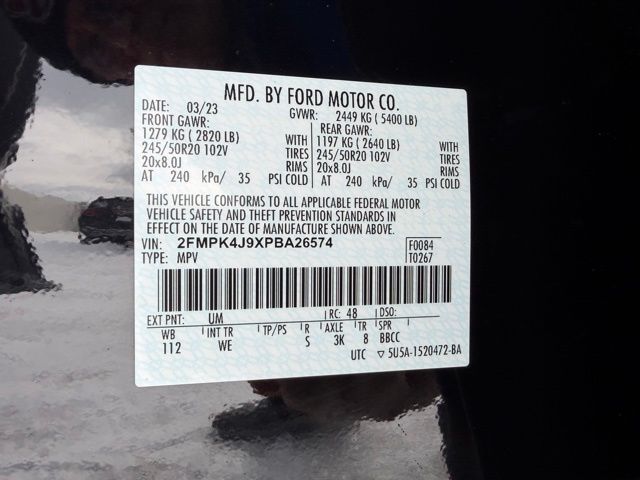 MFD. BY FORD MOTOR CO.
DATE: 03/23 GVWR: 2449 KG ( 5400 LB)
FRONT GAWR: REAR GAWR:
1279 KG ( 2820 LB) WITH 1197 KG ( 2640 LB) WITH
245/50R20 102V TIRES 245/50R20 102V TIRES
20x8.0J RIMS 20x8.0J RIMS
AT 240 kPa/ 35 PSI COLD AT 240 kPa/ 35 PSI COLD
THIS VEHICLE CONFORMS TO ALL APPLICABLE FEDERAL MOTOR
VEHICLE SAFETY AND THEFT PREVENTION STANDARDS IN
EFFECT ON THE DATE OF MANUFACTURE SHOWN ABOVE.
VIN: 2FMPK4J9XPBA26574 F0084
TYPE: MPV T0267
EXT PNT: UM RC: 48 DSO:
WB INT TR TP/PS R AXLE TR SPR
112 WE S 3K 8 BBCC
UTC ▽ 5U5A-1520472-BA